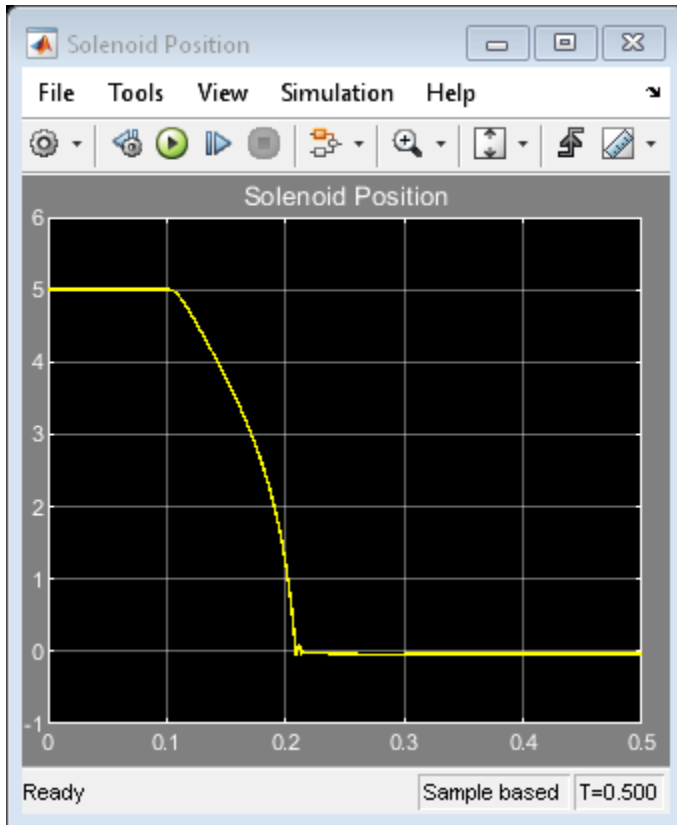 Solenoid Position
File Tools View Simulation Help
Solenoid Position
6
5
4
3
2
1
0
-1
0 0.1 0.2 0.3 0.4 0.5
Ready Sample based T=0.500